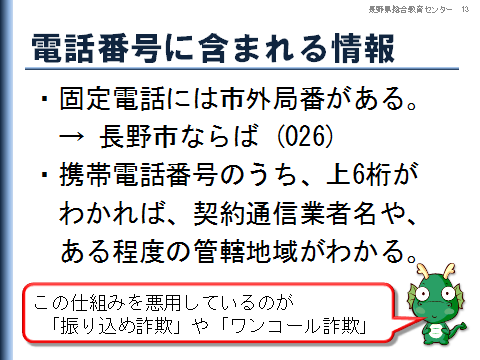 長野県総合教育センター 13
電話番号に含まれる情報
・固定電話には市外局番がある。
→ 長野市ならば (026)
・携帯電話番号のうち、上6桁が
わかれば、契約通信業者名や、
ある程度の管轄地域がわかる。
この仕組みを悪用しているのが
「振り込め詐欺」や「ワンコール詐欺」